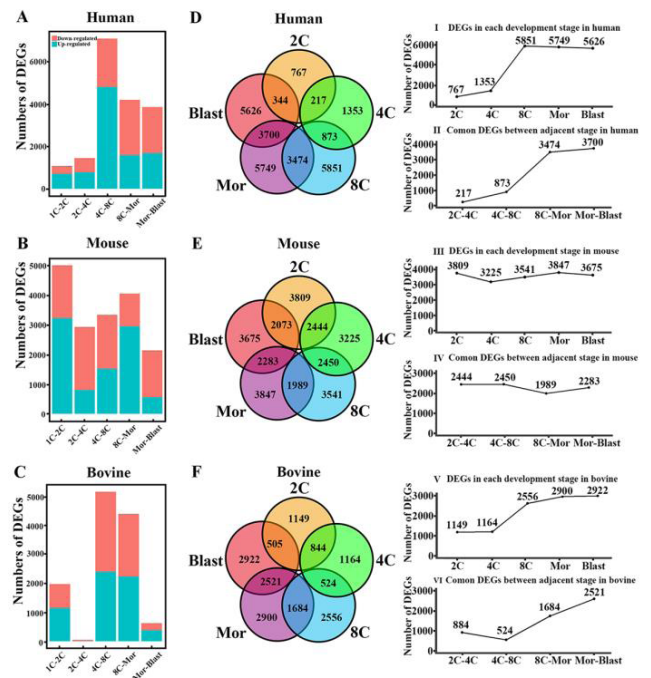 A Human
Down-regulated
Up-regulated
Numbers of DEGs
6000
4000
2000
0
1C-2C
2C-4C
4C-8C
8C-Mor
Mor-Blast
D Human
2C
767
Blast
5626
344
217
1353
4C
3700
873
5749
3474
5851
Mor
8C
I DEGs in each development stage in human
Number of DEGs
6000
4000
2000
0
767
1353
5851
5749
5626
2C 4C 8C Mor Blast
II Comon DEGs between adjacent stage in human
Number of DEGs
4000
3000
2000
1000
0
217
873
3474
3700
2C-4C 4C-8C 8C-Mor Mor-Blast
B Mouse
Numbers of DEGs
5000
4000
3000
2000
1000
0
1C-2C
2C-4C
4C-8C
8C-Mor
Mor-Blast
E Mouse
2C
3809
Blast
3675
2073
2444
3225
4C
2283
2450
3847
1989
3541
Mor
8C
III DEGs in each development stage in mouse
Number of DEGs
4000
3000
2000
1000
0
3809
3225
3541
3847
3675
2C 4C 8C Mor Blast
IV Comon DEGs between adjacent stage in mouse
Number of DEGs
3000
2000
1000
0
2444
2450
1989
2283
2C-4C 4C-8C 8C-Mor Mor-Blast
C Bovine
Numbers of DEGs
5000
4000
3000
2000
1000
0
1C-2C
2C-4C
4C-8C
8C-Mor
Mor-Blast
F Bovine
2C
1149
Blast
2922
505
844
1164
4C
2521
524
2900
1684
2556
Mor
8C
V DEGs in each development stage in bovine
Number of DEGs
3000
2000
1000
0
1149
1164
2556
2900
2922
2C 4C 8C Mor Blast
VI Comon DEGs between adjacent stage in bovine
Number of DEGs
3000
2000
1000
0
884
524
1684
2521
2C-4C 4C-8C 8C-Mor Mor-Blast